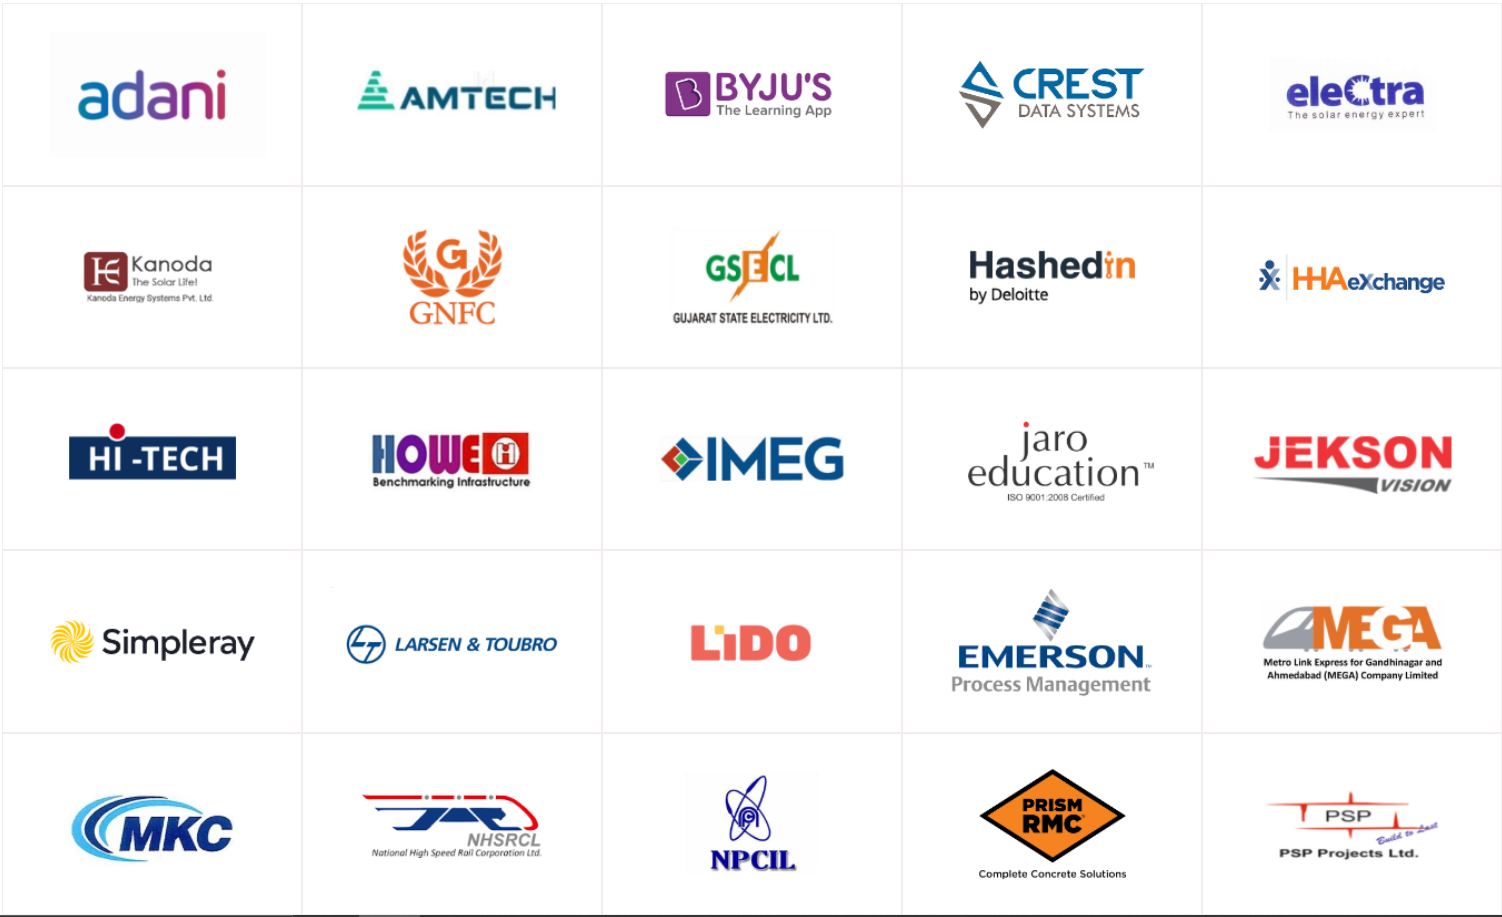 adani
AMTECH
BYJU'S
The Learning App
CREST
DATA SYSTEMS
eleCtra
The solar energy expert
Kanoda
The Solar Life!
Kanoda Energy Systems Pvt. Ltd.
G
GNFC
GSECL
GUJARAT STATE ELECTRICITY LTD.
Hashedin
by Deloitte
HHAeXchange
Hi-TECH
HOWE H
Benchmarking Infrastructure
IMEG
jaro
education™
ISO 9001:2008 Certified
JEKSON
VISION
Simpleray
LT LARSEN & TOUBRO
LiDO
EMERSON™
Process Management
MEGA
Metro Link Express for Gandhinagar and
Ahmedabad (MEGA) Company Limited
MKC
NHSRCL
National High Speed Rail Corporation Ltd.
NPCIL
PRISM
RMC
Complete Concrete Solutions
PSP
Build to Last
PSP Projects Ltd.